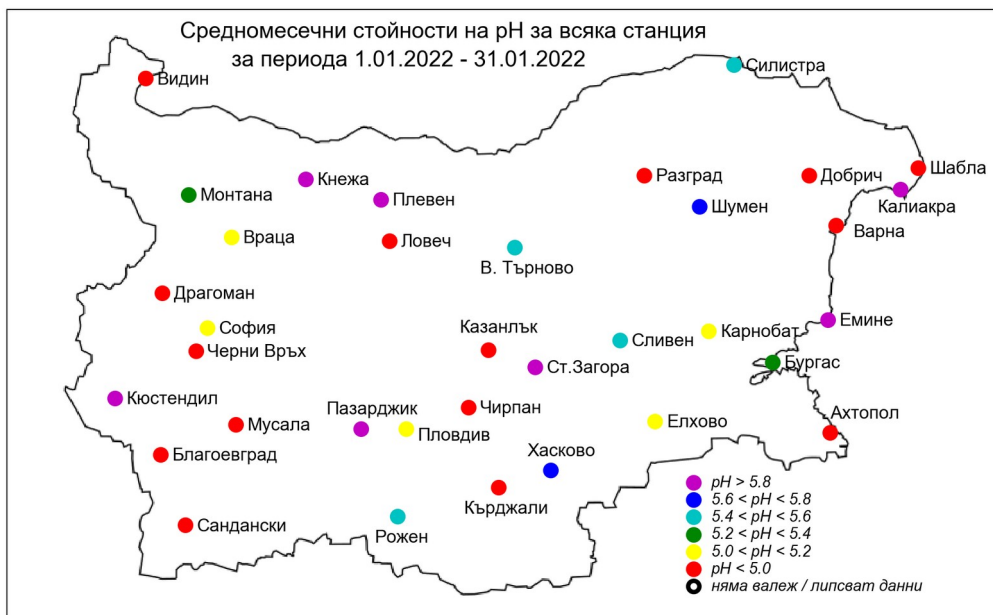 Средномесечни стойности на pH за всяка станция
за периода 1.01.2022 - 31.01.2022
Силистра
Видин
Шабла
Кнежа
Разград
Добрич
Монтана
Плевен
Калиакра
Шумен
Варна
Враца
Ловеч
В. Търново
Драгоман
Емине
София
Казанлък
Карнобат
Сливен
Черни Връх
Ст.Загора
Бургас
Кюстендил
Пазарджик
Чирпан
Ахтопол
Мусала
Пловдив
Елхово
Благоевград
Хасково
Кърджали
Сандански
Рожен
pH > 5.8
5.6 < pH < 5.8
5.4 < pH < 5.6
5.2 < pH < 5.4
5.0 < pH < 5.2
pH < 5.0
няма валеж / липсват данни